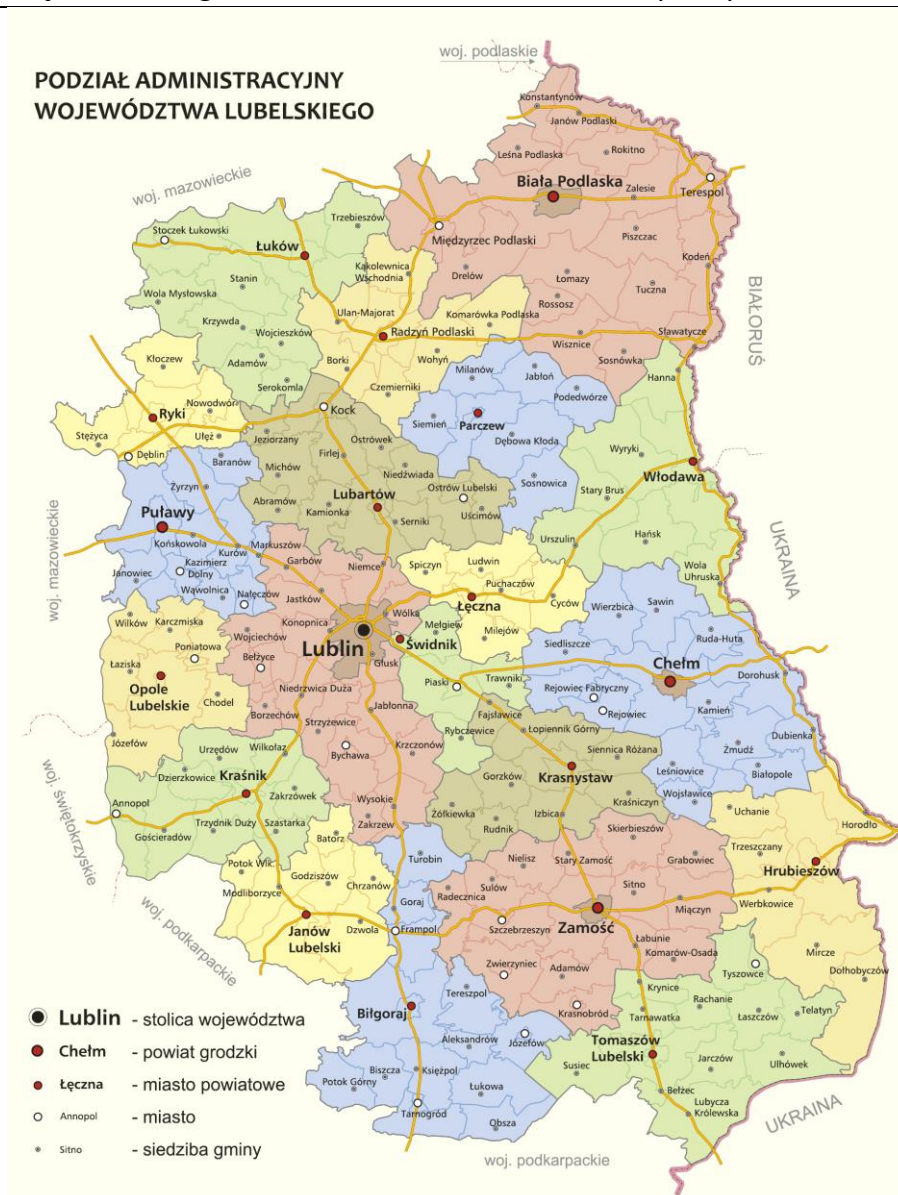 woj. podlaskie
PODZIAŁ ADMINISTRACYJNY
WOJEWÓDZTWA LUBELSKIEGO
Konstantynów
Janów Podlaski
Leśna Podlaska
Rokitno
woj. mazowieckie
Biała Podlaska
Zalesie
Terespol
Stoczek Łukowski
Trzebieszów
Łuków
Międzyrzec Podlaski
Piszczac
Kąkolewnica
Wschodnia
Kodeń
Stanin
Drelów
Łomazy
Tuczna
Wola Mysłowska
Rossosz
BIAŁORUŚ
Krzywda
Wojcieszków
Ulan-Majorat
Komarówka Podlaska
Radzyń Podlaski
Wisznice
Sławatycze
Kłoczew
Adamów
Borki
Wohyń
Sosnówka
Serokomla
Czemierniki
Milanów
Jabłoń
Hanna
Podedwórze
Nowodwór
Ryki
Kock
Siemień
Parczew
Stężyca
Ułęż
Jeziorzany
Ostrówek
Dębowa Kłoda
Dęblin
Baranów
Firlej
Wyryki
Michów
Niedźwiada
Włodawa
Żyrzyn
Sosnowica
Ostrów Lubelski
Stary Brus
Abramów
Lubartów
Kamionka
Uścimów
Puławy
Serniki
Końskowola
Markuszów
Urszulin
Hańsk
UKRAINA
Kurów
Garbów
Niemce
Spiczyn
Ludwin
Wola
Uhruska
woj. mazowieckie
Janowiec
Kazimierz
Dolny
Wąwolnica
Nałęczów
Jastków
Puchaczów
Łęczna
Cyców
Wierzbica
Sawin
Wilków
Karczmiska
Konopnica
Wólka
Mełgiew
Milejów
Siedliszcze
Ruda-Huta
Wojciechów
Lublin
Świdnik
Poniatowa
Łaziska
Bełżyce
Głusk
Chełm
Dorohusk
Opole
Lubelskie
Piaski
Trawniki
Rejowiec Fabryczny
Chodel
Niedrzwica Duża
Rejowiec
Kamień
Borzechów
Jabłonna
Fajsławice
Strzyżewice
Rybczewice
Łopiennik Górny
Dubienka
Józefów
Urzędów
Wilkołaz
Bychawa
Krzczonów
Siennica Różana
Żmudź
Dzierzkowice
Gorzków
Krasnystaw
Leśniowice
Białopole
Kraśnik
Zakrzówek
Wysokie
Kraśniczyn
Wojsławice
Annopol
woj. świętokrzyskie
Żółkiewka
Izbica
Uchanie
Gościeradów
Trzydnik Duży
Szastarka
Zakrzew
Rudnik
Horodło
Batorz
Skierbieszów
Trzeszczany
Potok Wlk.
Turobin
Nielisz
Stary Zamość
Grabowiec
Godziszów
Hrubieszów
Modliborzyce
Chrzanów
Sułów
Sitno
Radecznica
Werbkowice
Goraj
Miączyn
Janów
Lubelski
Dzwola
Frampol
Szczebrzeszyn
Zamość
woj. podkarpackie
Łabunie
Komarów-Osada
Mircze
Zwierzyniec
Adamów
Tyszowce
Dołhobyczów
Krynice
Tereszpol
Rachanie
Biłgoraj
Krasnobród
Tarnawatka
Łaszczów
Telatyn
Aleksandrów
Józefów
Tomaszów
Lubelski
Jarczów
Ulhówek
Susiec
Biszcza
Księżpol
Potok Górny
Łukowa
Bełżec
Lubycza
Królewska
Tarnogród
Obsza
UKRAINA
woj. podkarpackie
Lublin - stolica województwa
Chełm - powiat grodzki
Łęczna - miasto powiatowe
Annopol - miasto
Sitno - siedziba gminy